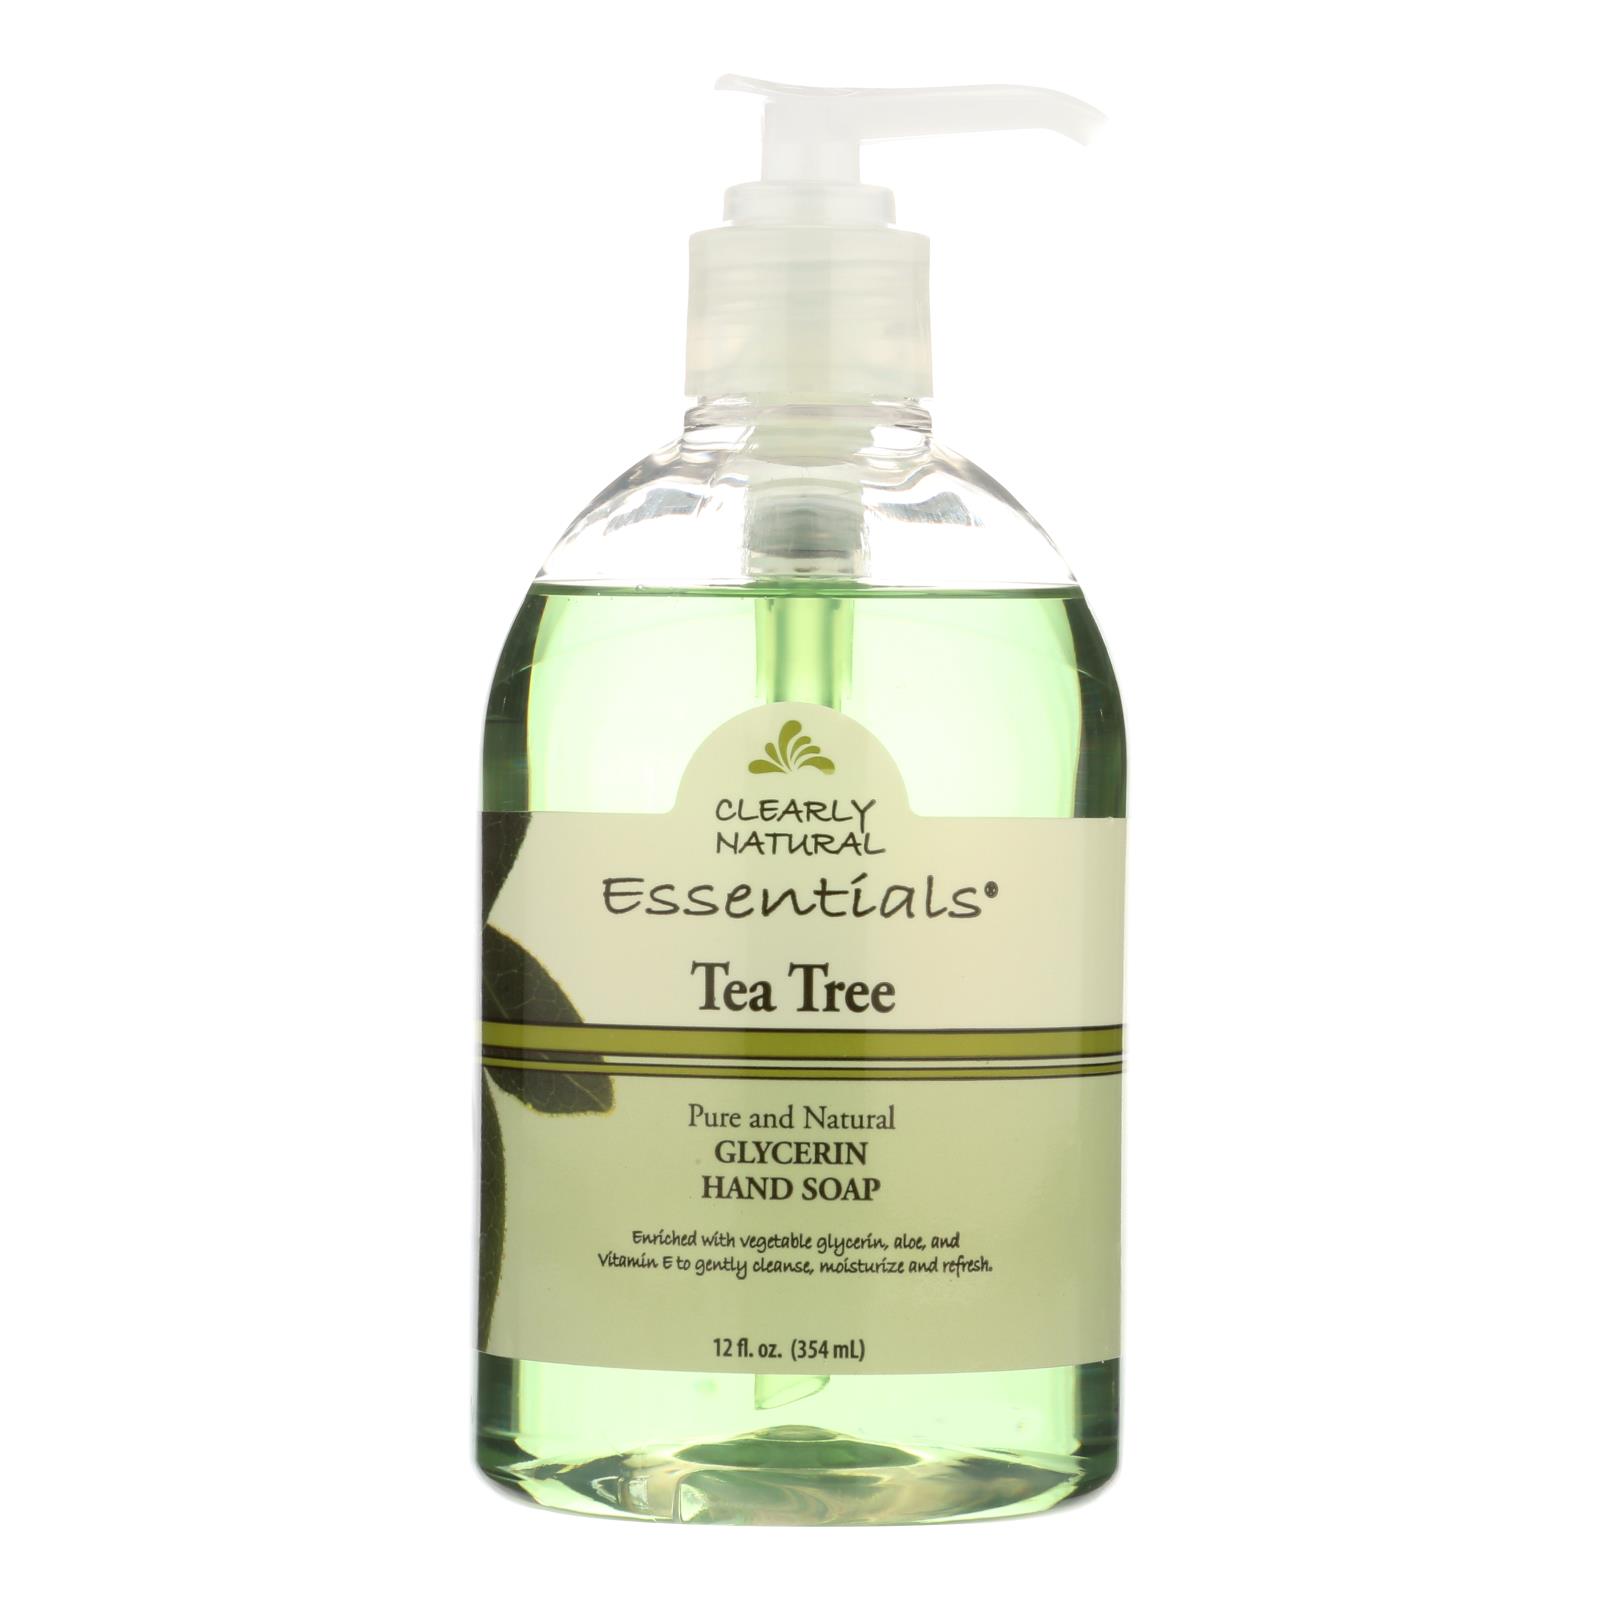 CLEARLY
NATURAL
Essentials®
Tea Tree
Pure and Natural
GLYCERIN
HAND SOAP
Enriched with vegetable glycerin, aloe, and
Vitamin E to gently cleanse, moisturize and refresh.
12 fl. oz. (354 mL)